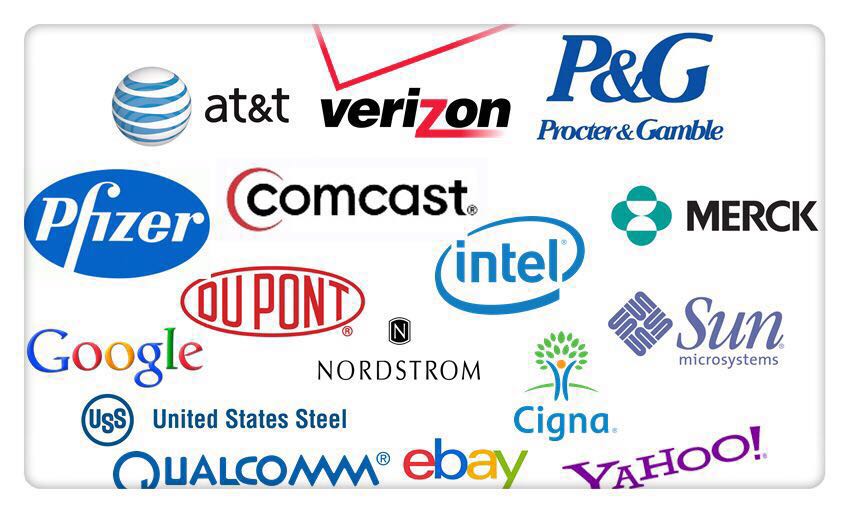 at&t
verizon
P&G
Procter & Gamble
Pfizer
Comcast®
MERCK
intel®
DU PONT®
N
NORDSTROM
Sun®
microsystems
SUN
Google
Cigna®
USS
United States Steel
QUALCOMM®
ebay
YAHOO!®